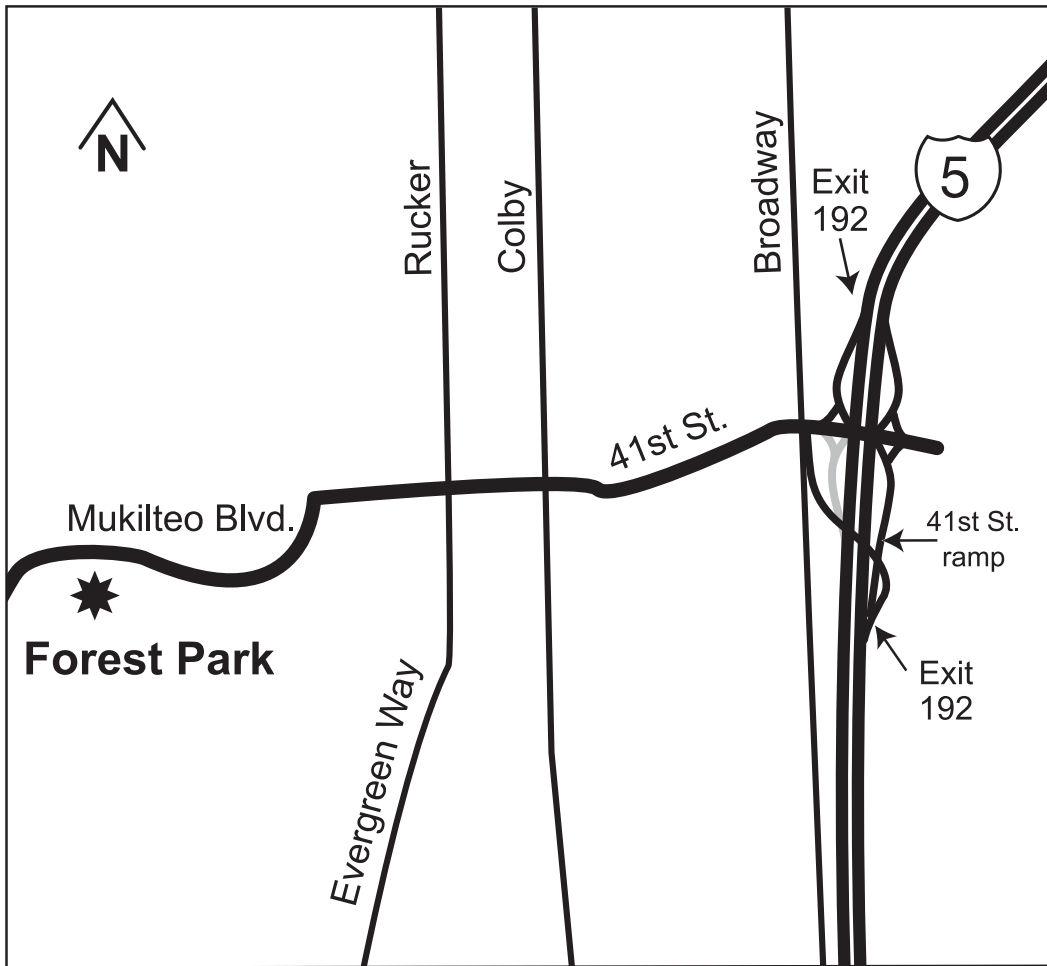 N
Rucker
Colby
Broadway
Exit
192
5
41st St.
Mukilteo Blvd.
41st St.
ramp
Forest Park
Evergreen Way
Exit
192